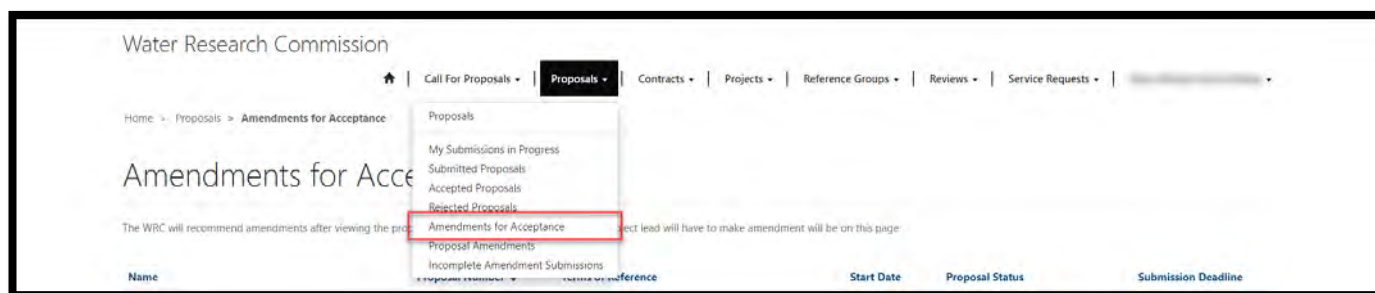 Water Research Commission
Call For Proposals | Proposals | Contracts | Projects | Reference Groups | Reviews | Service Requests |
Home > Proposals > Amendments for Acceptance
Proposals
My Submissions in Progress
Submitted Proposals
Accepted Proposals
Rejected Proposals
Amendments for Acceptance
Proposal Amendments
Incomplete Amendment Submissions
Amendments for Acce
The WRC will recommend amendments after viewing the
lead will have to make amendment will be on this page
Name Proposal Number Terms of Reference Start Date Proposal Status Submission Deadline